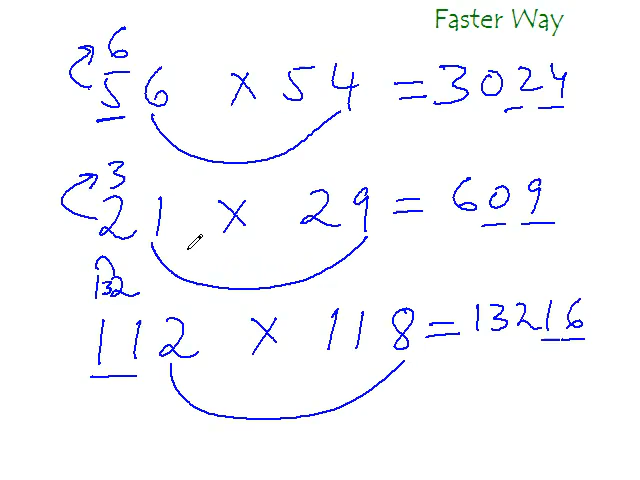 Faster Way
6
56 x 54 = 3024
3
21 x 29 = 609
132
112 x 118 = 13216